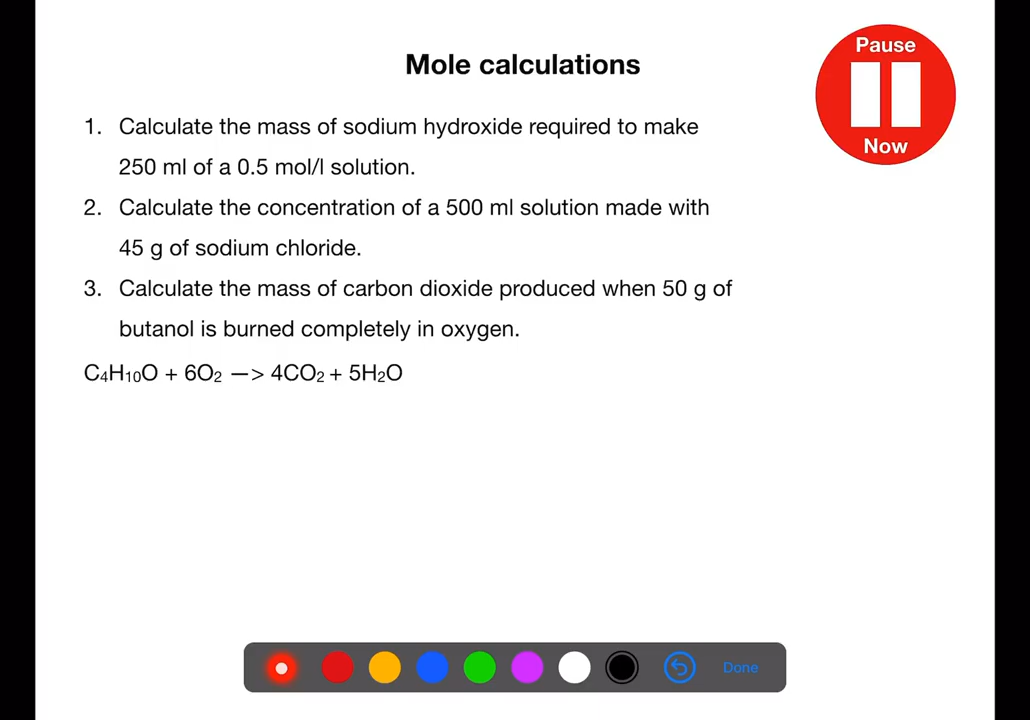 Pause
Now
Mole calculations
1. Calculate the mass of sodium hydroxide required to make
250 ml of a 0.5 mol/l solution.
2. Calculate the concentration of a 500 ml solution made with
45 g of sodium chloride.
3. Calculate the mass of carbon dioxide produced when 50 g of
butanol is burned completely in oxygen.
C₄H₁₀O + 6O₂ —> 4CO₂ + 5H₂O
Done